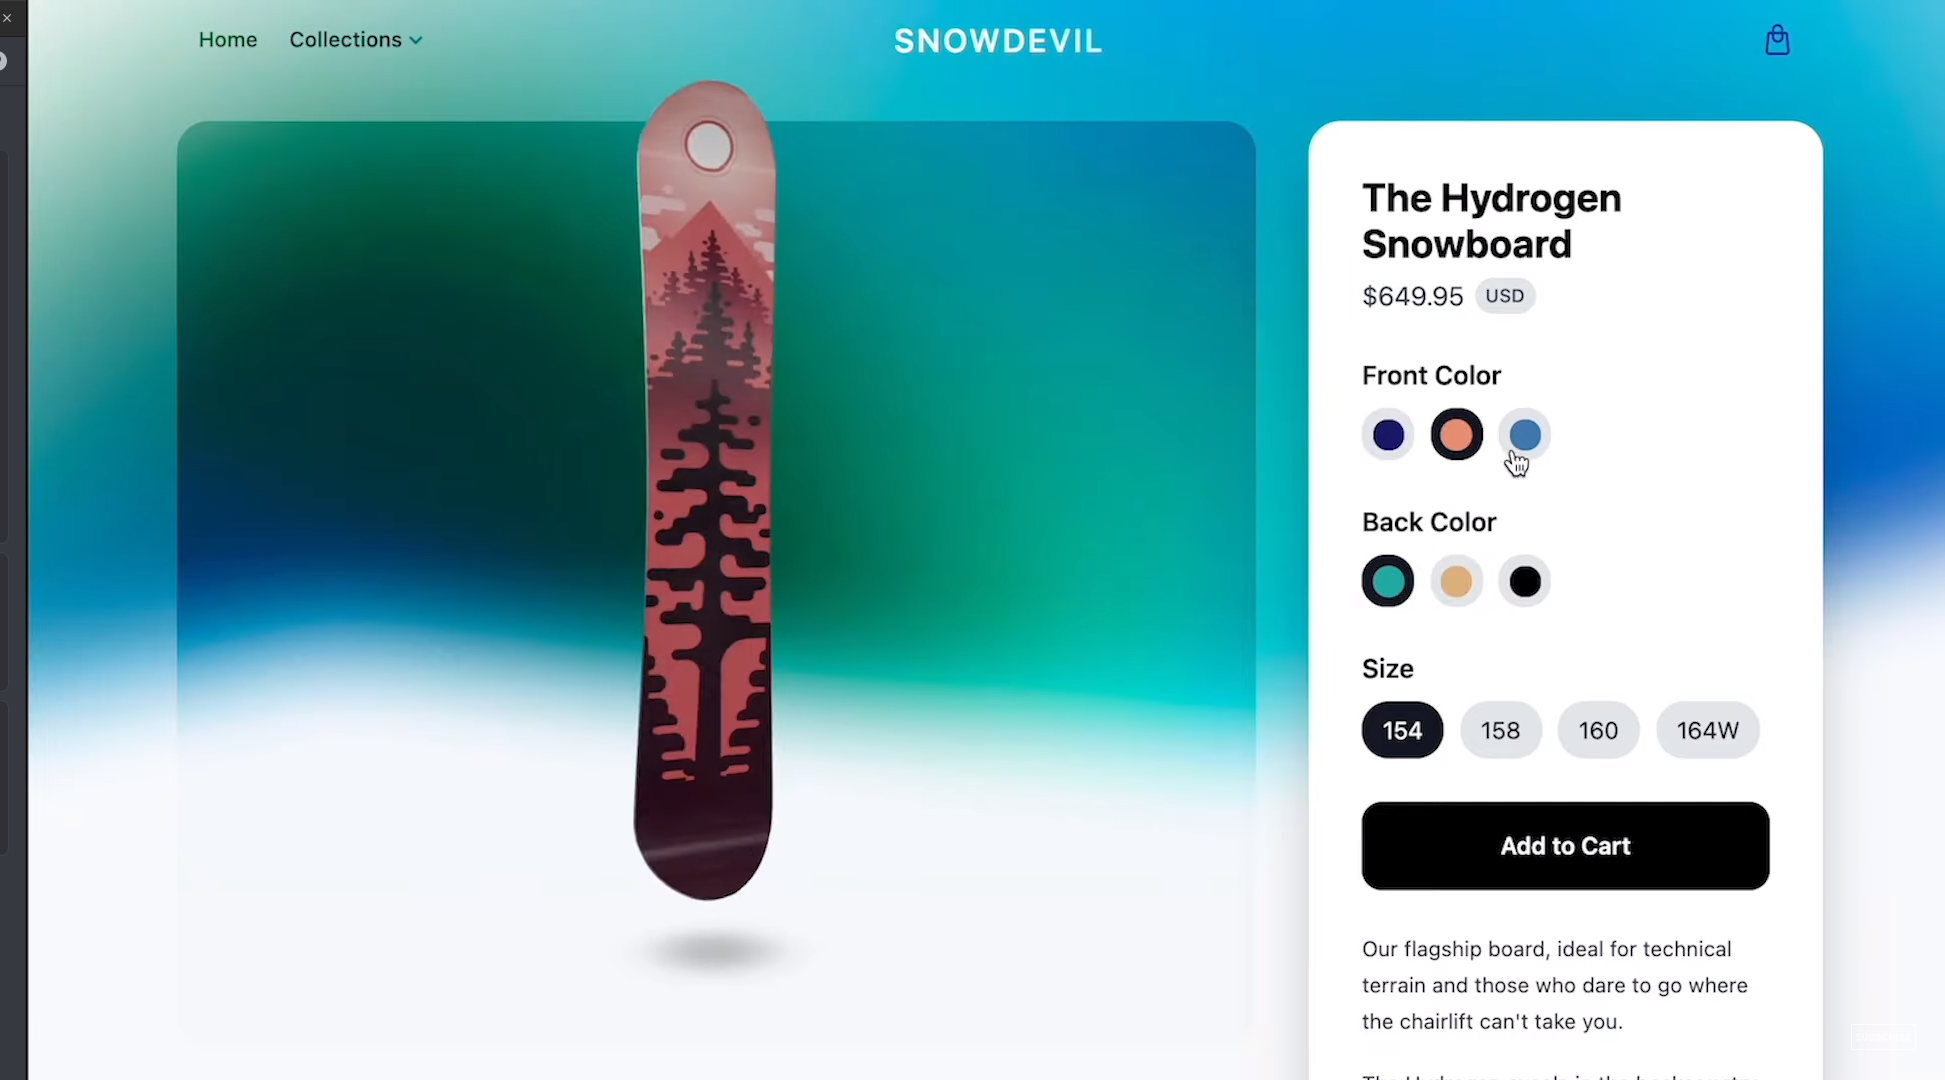 Home Collections SNOWDEVIL
The Hydrogen
Snowboard
$649.95 USD
Front Color
Back Color
Size
154 158 160 164W
Add to Cart
Our flagship board, ideal for technical
terrain and those who dare to go where
the chairlift can't take you.